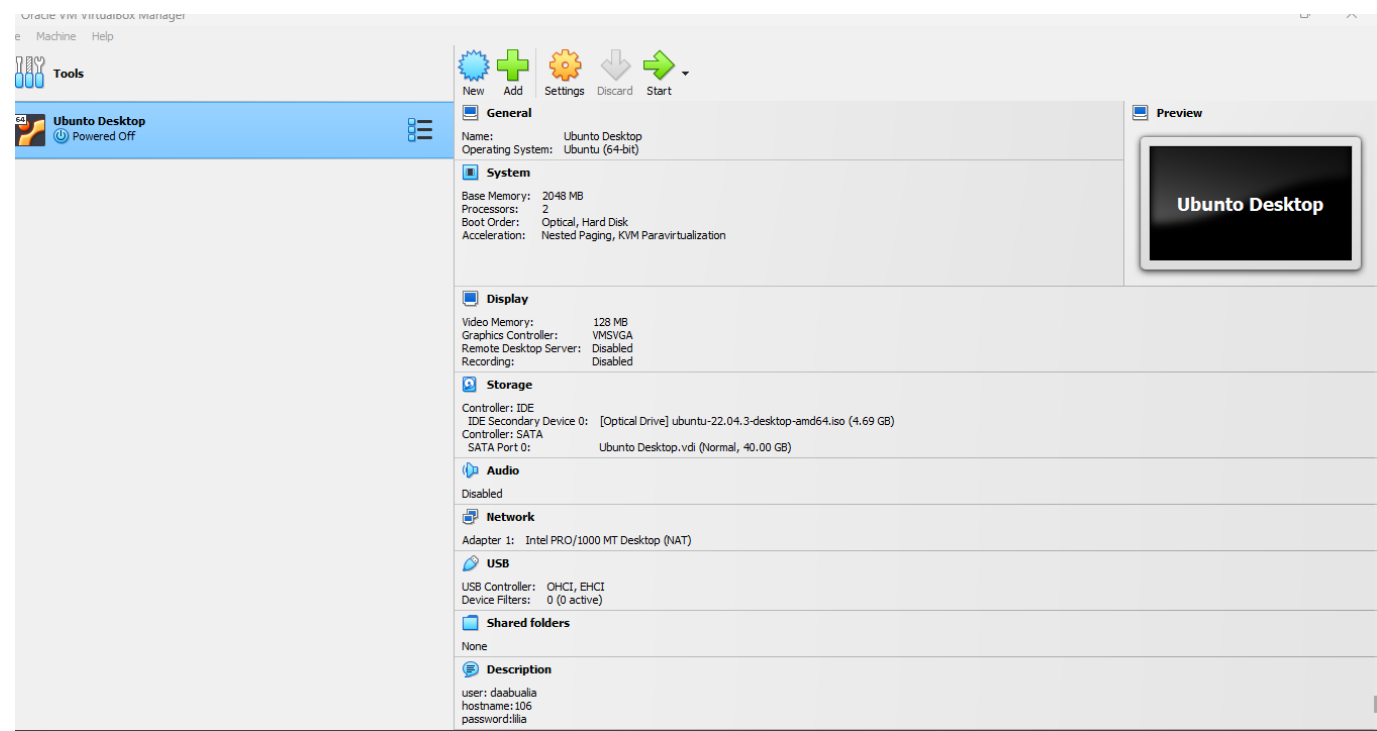 Oracle VM VirtualBox Manager
e Machine Help
Tools
New Add Settings Discard Start
64
Ubunto Desktop
Powered Off
General
Name: Ubunto Desktop
Operating System: Ubuntu (64-bit)
Preview
Ubunto Desktop
System
Base Memory: 2048 MB
Processors: 2
Boot Order: Optical, Hard Disk
Acceleration: Nested Paging, KVM Paravirtualization
Display
Video Memory: 128 MB
Graphics Controller: VMSVGA
Remote Desktop Server: Disabled
Recording: Disabled
Storage
Controller: IDE
IDE Secondary Device 0: [Optical Drive] ubuntu-22.04.3-desktop-amd64.iso (4.69 GB)
Controller: SATA
SATA Port 0: Ubunto Desktop.vdi (Normal, 40.00 GB)
Audio
Disabled
Network
Adapter 1: Intel PRO/1000 MT Desktop (NAT)
USB
USB Controller: OHCI, EHCI
Device Filters: 0 (0 active)
Shared folders
None
Description
user: daabualia
hostname:106
password:lilia